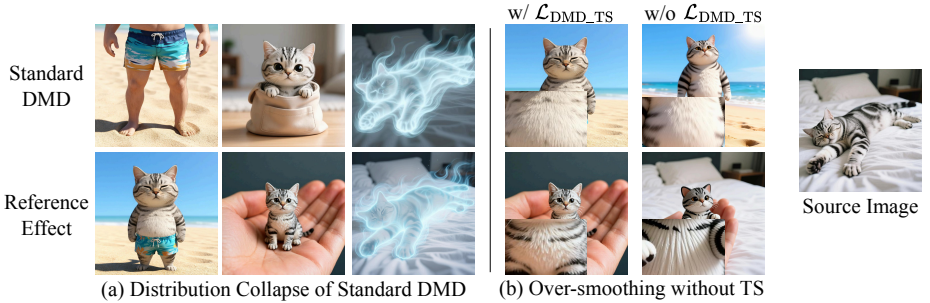 w/ ℒDMD_TS
w/o ℒDMD_TS
Standard
DMD
Reference
Effect
Source Image
(a) Distribution Collapse of Standard DMD
(b) Over-smoothing without TS